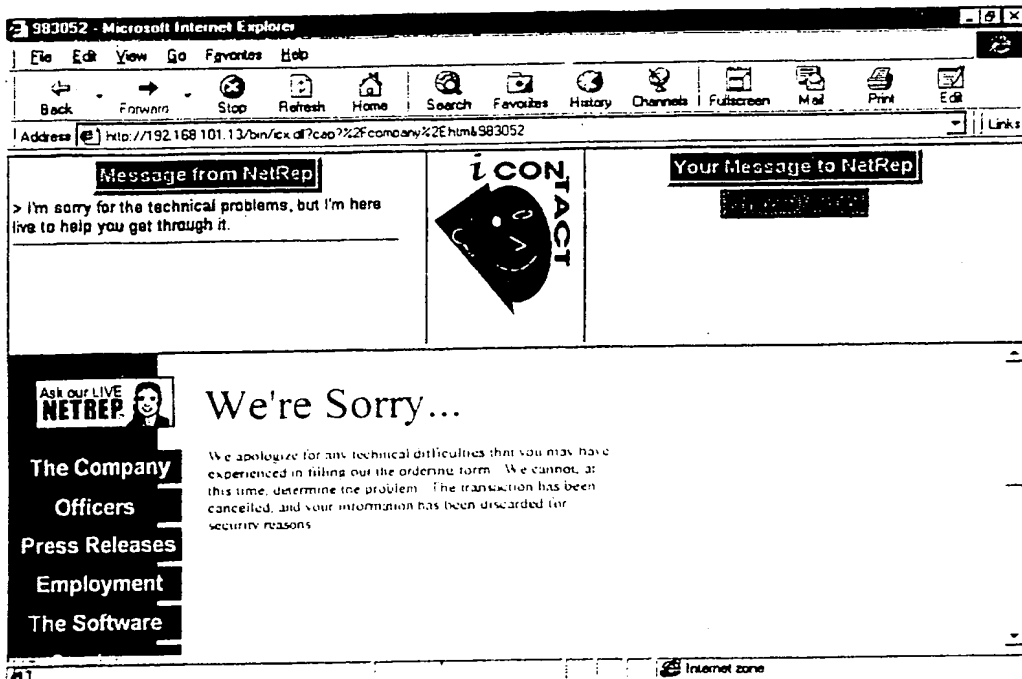 983052 - Microsoft Internet Explorer
File Edit View Go Favorites Help
Back Forward Stop Refresh Home Search Favorites History Channels Fullscreen Mail Print Edit
Address http://192.168.101.13/bin/icx.dll?cap?%2Fcompany%2Ehtm&983052 Links
Message from NetRep
> I'm sorry for the technical problems, but I'm here
live to help you get through it.
iCONTACT
Your Message to NetRep
Ask our LIVE
NETREP
The Company
Officers
Press Releases
Employment
The Software
We're Sorry...
We apologize for any technical difficulties that you may have
experienced in filling out the ordering form. We cannot, at
this time, determine the problem. The transaction has been
cancelled, and your information has been discarded for
security reasons
Internet zone